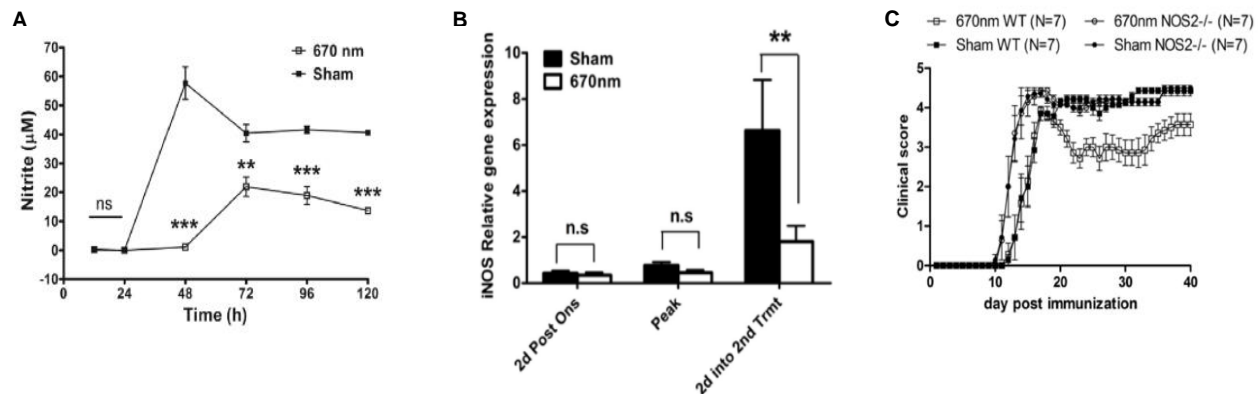 A
670 nm
Sham
Nitrite (µM)
70
60
50
40
30
20
10
0
-10
ns
***
**
***
***
0 24 48 72 96 120
Time (h)
B
Sham
670nm
iNOS Relative gene expression
10
8
6
4
2
0
n.s
n.s
**
2d Post Ons
Peak
2d into 2nd Trmt
C
670nm WT (N=7) 670nm NOS2-/- (N=7)
Sham WT (N=7) Sham NOS2-/- (N=7)
Clinical score
5
4
3
2
1
0
0 10 20 30 40
day post immunization